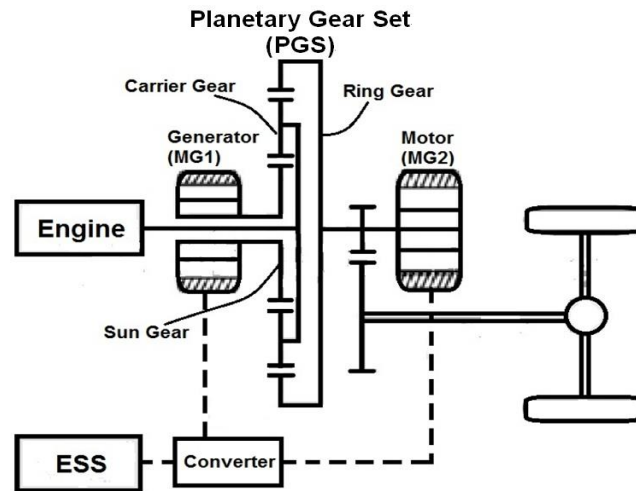 Planetary Gear Set
(PGS)
Carrier Gear
Ring Gear
Generator
(MG1)
Motor
(MG2)
Engine
Sun Gear
ESS
Converter